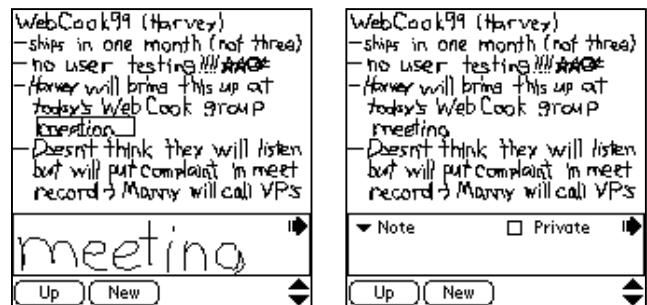 WebCook99 (Harvey)
– ships in one month (not three)
– no user testing!!!!
– Harvey will bring this up at
today's WebCook group
meeting
– Doesn't think they will listen
but will put complaint in meet
record → Manny will call VPs
meeting
Up New
WebCook99 (Harvey)
– ships in one month (not three)
– no user testing!!!!
– Harvey will bring this up at
today's WebCook group
meeting
– Doesn't think they will listen
but will put complaint in meet
record → Manny will call VPs
Note Private
Up New